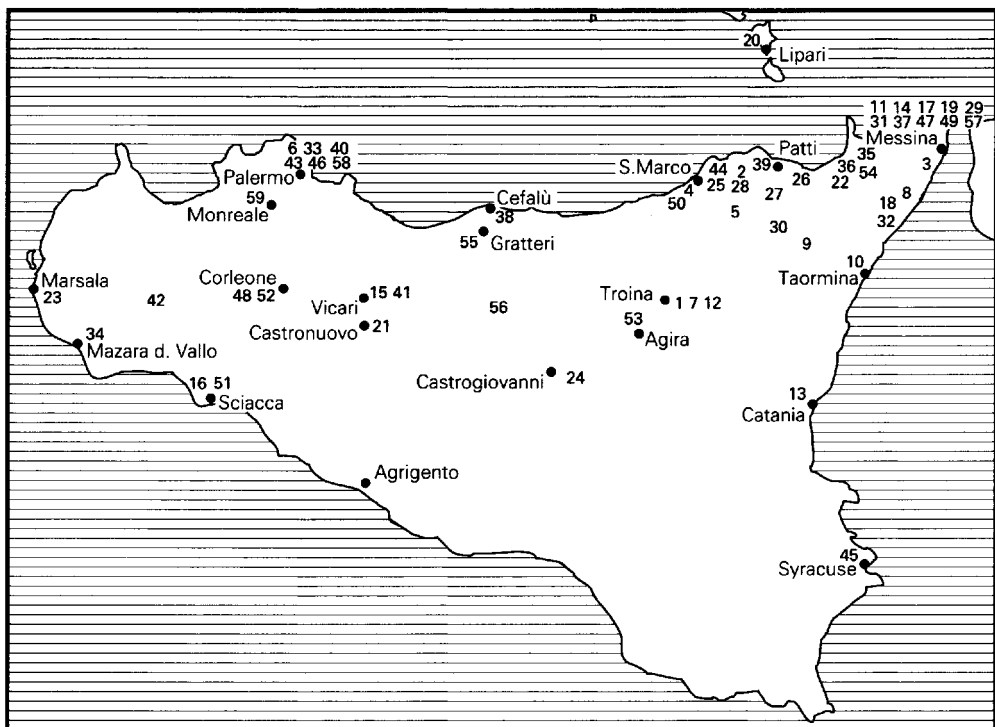 20
Lipari
11 14 17 19 29
31 37 47 49 57
Messina
3
6 33 40
43 46 58
Palermo
59
Monreale
S.Marco
44 2
4 25 28
50
5
Patti
39
26
27
30
9
35
36 54
22
8
18
32
Cefalù
38
55
Gratteri
10
Taormina
Marsala
23
42
Corleone
48 52
15 41
Vicari
21
Castronuovo
56
Troina
1 7 12
53
Agira
34
Mazara d. Vallo
16 51
Sciacca
Castrogiovanni
24
13
Catania
Agrigento
45
Syracuse